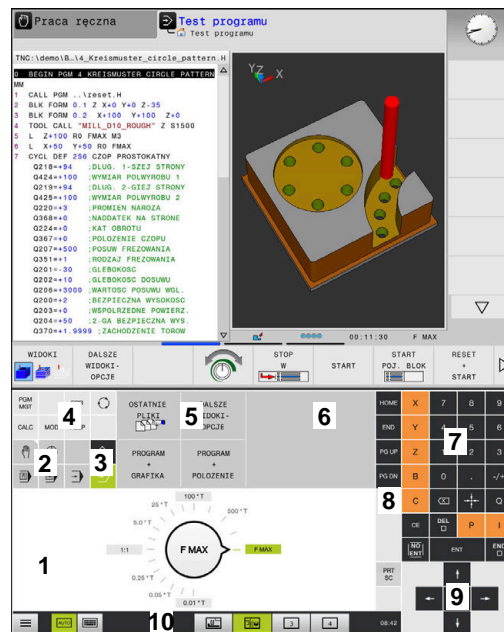 Praca ręczna
Test programu
Test programu
TNC:\demo\B…\4_Kreismuster_circle_pattern.H
0 BEGIN PGM 4_KREISMUSTER_CIRCLE_PATTERN
MM
1 CALL PGM ..\reset.H
2 BLK FORM 0.1 Z X+0 Y+0 Z-35
3 BLK FORM 0.2 X+100 Y+100 Z+0
4 TOOL CALL "MILL_D10_ROUGH" Z S1500
5 L Z+100 R0 FMAX M3
6 L X+50 Y+50 R0 FMAX
7 CYCL DEF 256 CZOP PROSTOKATNY
Q218=+94 ;DLUG. 1-SZEJ STRONY
Q424=+100 ;WYMIAR POLWYROBU 1
Q219=+94 ;DLUG. 2-GIEJ STRONY
Q425=+100 ;WYMIAR POLWYROBU 2
Q220=+3 ;PROMIEN NAROZA
Q368=+0 ;NADDATEK NA STRONE
Q224=+0 ;KAT OBROTU
Q367=+0 ;POLOZENIE CZOPU
Q207=+500 ;POSUW FREZOWANIA
Q351=+1 ;RODZAJ FREZOWANIA
Q201=-30 ;GLEBOKOSC
Q202=+10 ;GLEBOKOSC DOSUWU
Q206=+3000 ;WARTOSC POSUWU WGL.
Q200=+2 ;BEZPIECZNA WYSOKOSC
Q203=+0 ;WSPOLRZEDNE POWIERZ.
Q204=+50 ;2-GA BEZPIECZNA WYS.
Q370=+1.9999 ;ZACHODZENIE TOROW
Y Z X
00:11:30 F MAX
WIDOKI
DALSZE
WIDOKI-
OPCJE
STOP
W
START
START
POJ. BLOK
RESET
+
START
PGM
MGT
4
CALC
MOD
2
3
OSTATNIE
PLIKI
5
DALSZE
WIDOKI-
OPCJE
6
PROGRAM
+
GRAFIKA
PROGRAM
+
POLOZENIE
HOME X 7 8 9
END Y 4 5 6
PG UP Z 1 2 3
7
PG DN B 0 . -/+
8
C Q
CE DEL P I
NO
ENT
ENT
END
PRT
SC
9
1
100 °T
25 °T
500 °T
5.0 °T
1:1
F MAX
F MAX
0.25 °T
0.05 °T
0.01 °T
AUTO
10
3
4
08:42